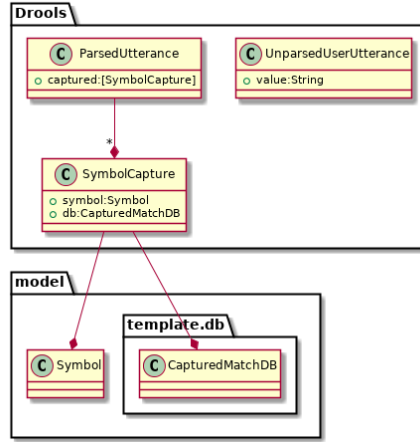 Drools
C ParsedUtterance
captured:[SymbolCapture]
C UnparsedUserUtterance
value:String
*
C SymbolCapture
symbol:Symbol
db:CapturedMatchDB
model
template.db
C Symbol
C CapturedMatchDB